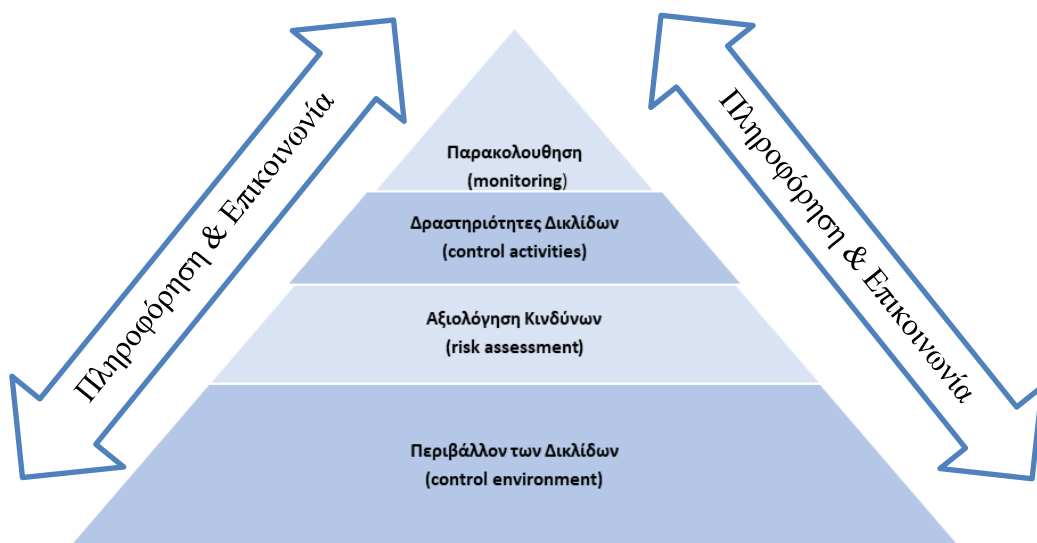 Πληροφόρηση & Επικοινωνία
Πληροφόρηση & Επικοινωνία
Παρακολουθηση
(monitoring)
Δραστηριότητες Δικλίδων
(control activities)
Αξιολόγηση Κινδύνων
(risk assessment)
Περιβάλλον των Δικλίδων
(control environment)